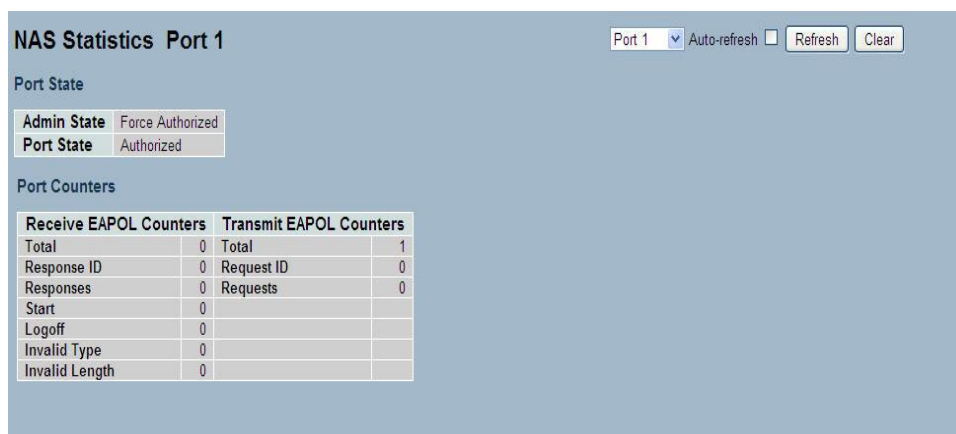 NAS Statistics Port 1
Port 1 Auto-refresh Refresh Clear
Port State
Admin State Force Authorized
Port State Authorized
Port Counters
Receive EAPOL Counters Transmit EAPOL Counters
Total 0 Total 1
Response ID 0 Request ID 0
Responses 0 Requests 0
Start 0
Logoff 0
Invalid Type 0
Invalid Length 0